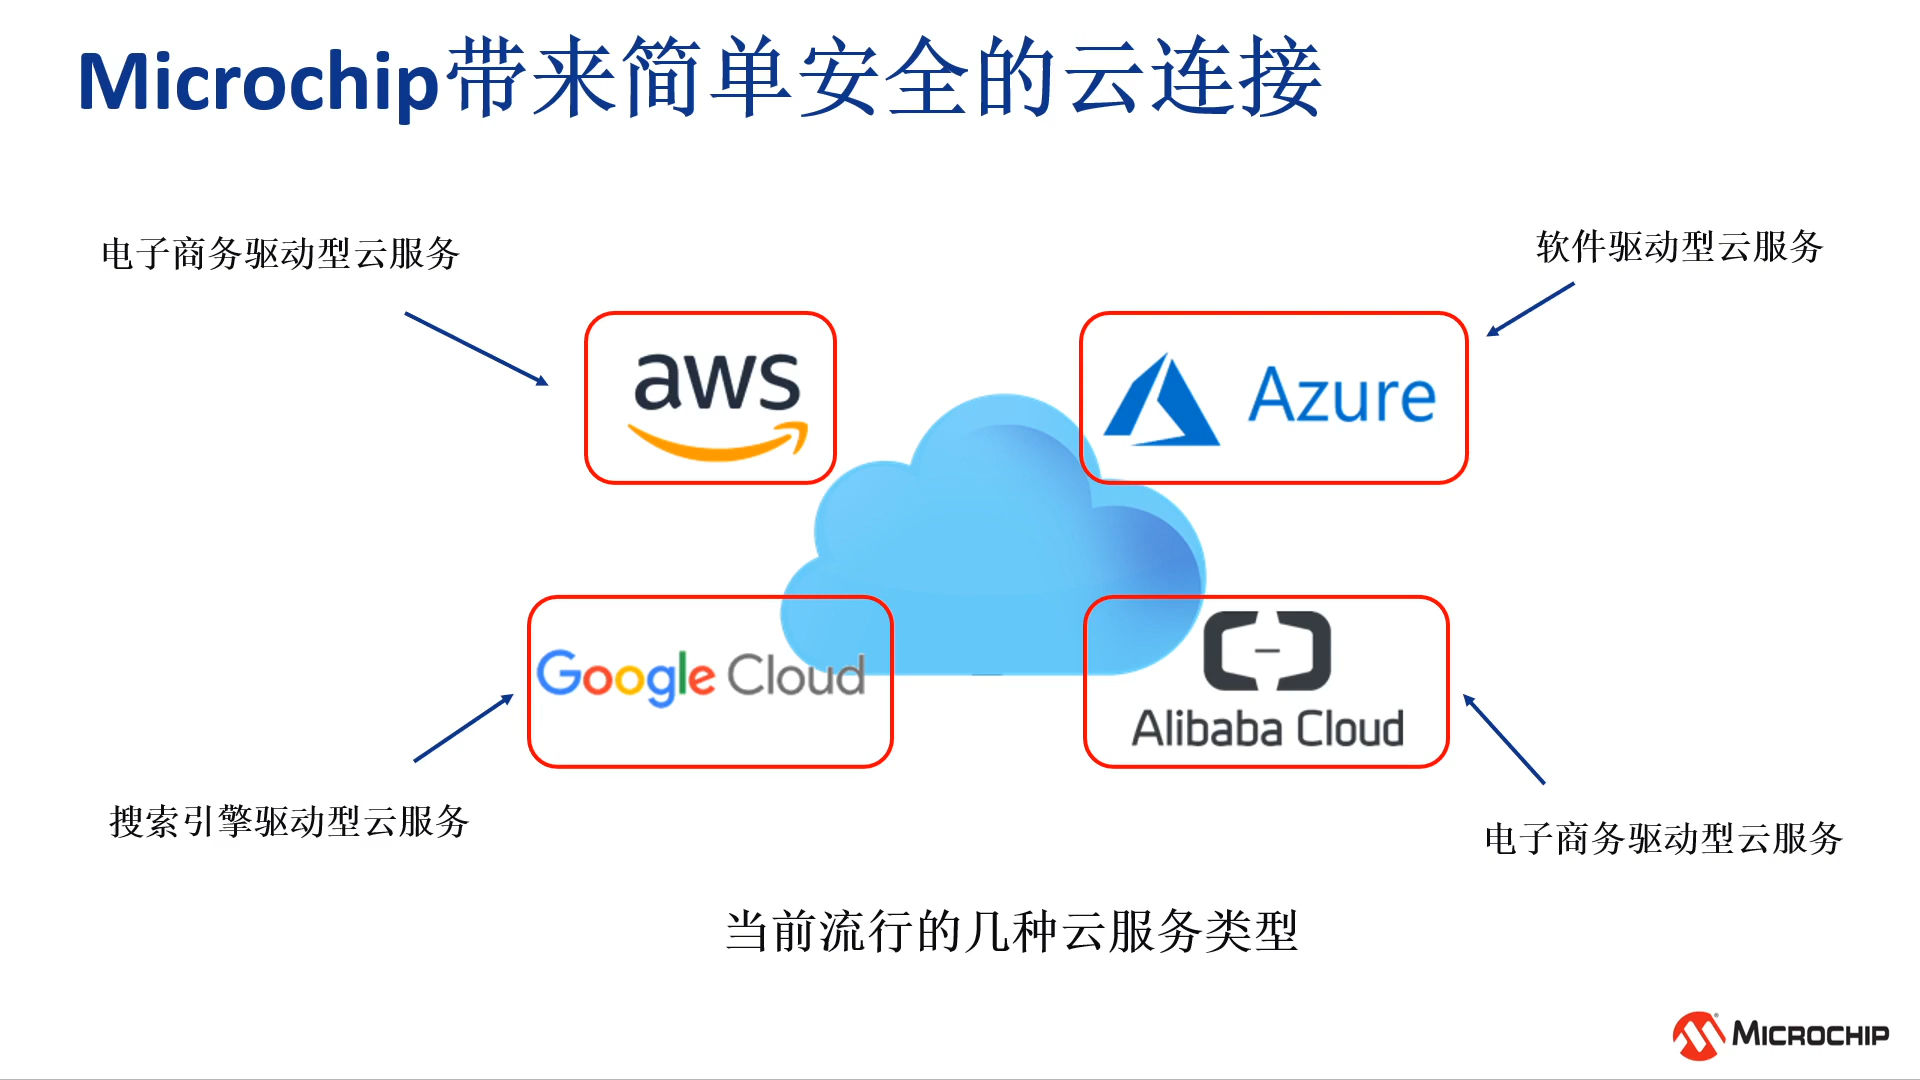 Microchip带来简单安全的云连接
电子商务驱动型云服务
软件驱动型云服务
aws
Azure
Google Cloud
Alibaba Cloud
搜索引擎驱动型云服务
电子商务驱动型云服务
当前流行的几种云服务类型
MICROCHIP